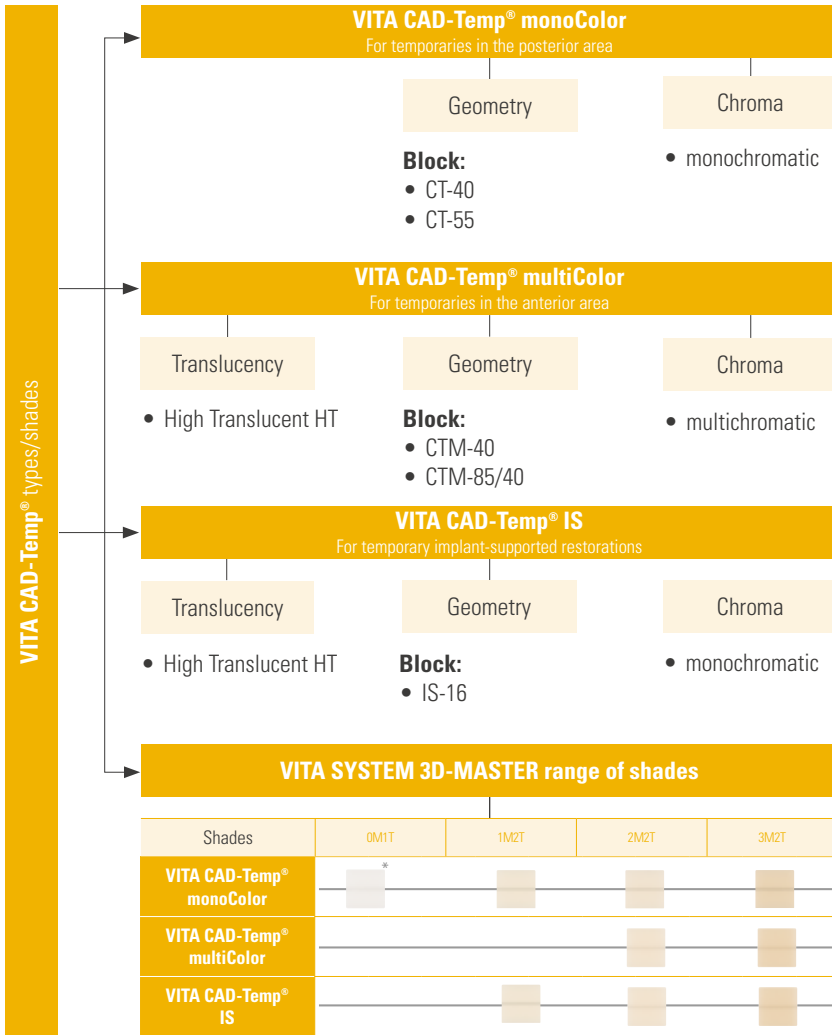 VITA CAD-Temp® types/shades
VITA CAD-Temp® monoColor
For temporaries in the posterior area
Geometry
Chroma
Block:
• CT-40
• CT-55
• monochromatic
VITA CAD-Temp® multiColor
For temporaries in the anterior area
Translucency
Geometry
Chroma
• High Translucent HT
Block:
• CTM-40
• CTM-85/40
• multichromatic
VITA CAD-Temp® IS
For temporary implant-supported restorations
Translucency
Geometry
Chroma
• High Translucent HT
Block:
• IS-16
• monochromatic
VITA SYSTEM 3D-MASTER range of shades
Shades 0M1T 1M2T 2M2T 3M2T
VITA CAD-Temp®
monoColor
*
VITA CAD-Temp®
multiColor
VITA CAD-Temp®
IS